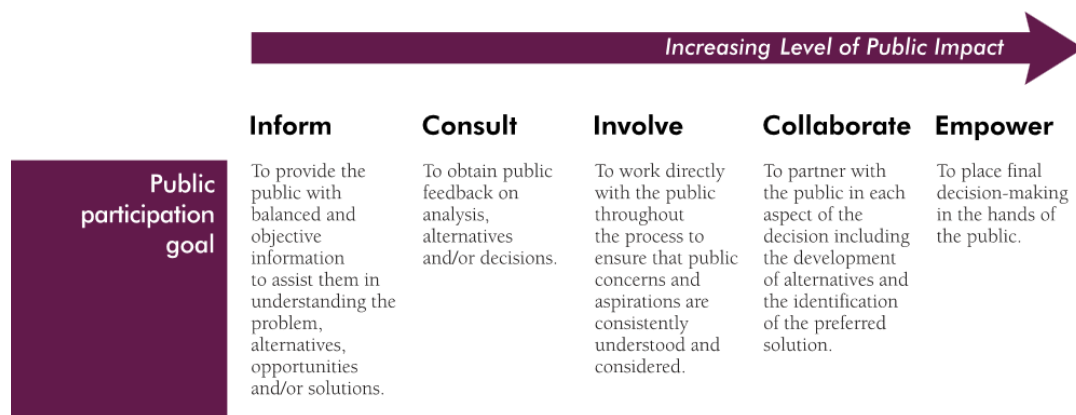 Increasing Level of Public Impact
Inform
Consult
Involve
Collaborate
Empower
Public
participation
goal
To provide the
public with
balanced and
objective
information
to assist them in
understanding the
problem,
alternatives,
opportunities
and/or solutions.
To obtain public
feedback on
analysis,
alternatives
and/or decisions.
To work directly
with the public
throughout
the process to
ensure that public
concerns and
aspirations are
consistently
understood and
considered.
To partner with
the public in each
aspect of the
decision including
the development
of alternatives and
the identification
of the preferred
solution.
To place final
decision-making
in the hands of
the public.